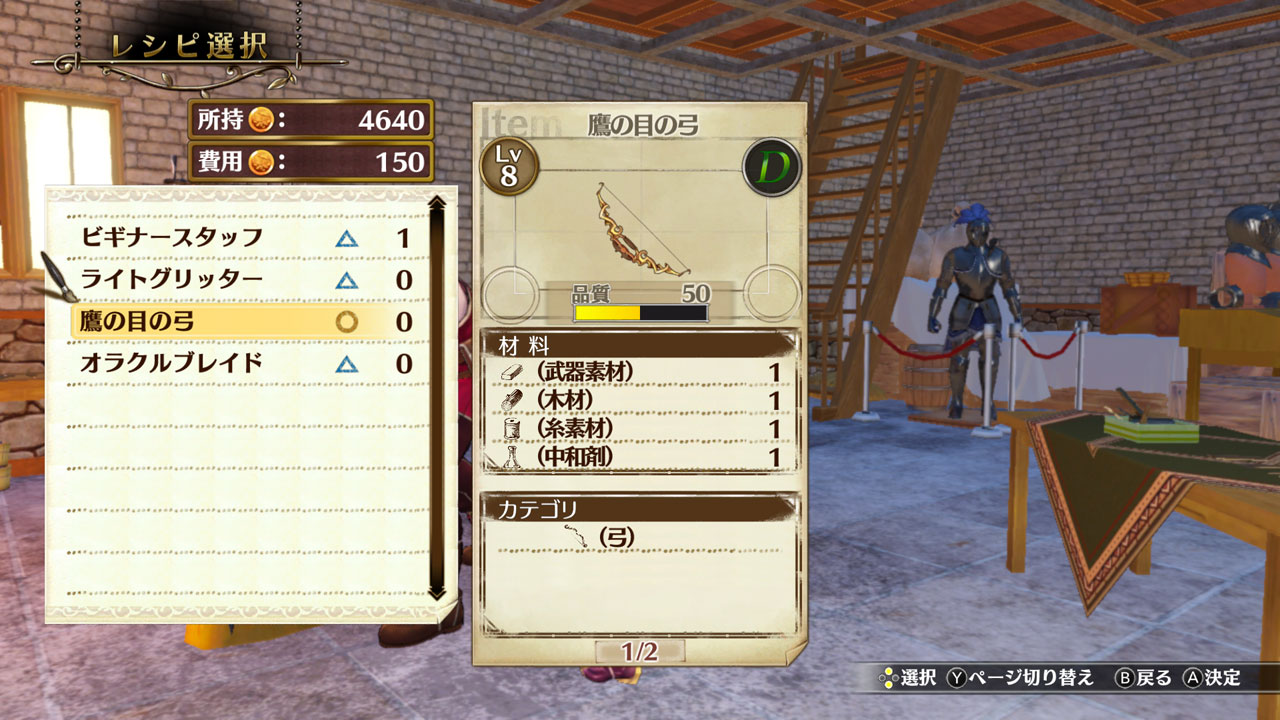 レシピ選択
所持 : 4640
費用 : 150
ビギナースタッフ △ 1
ライトグリッター △ 0
鷹の目の弓 ○ 0
オラクルブレイド △ 0
Item 鷹の目の弓
Lv 8
D
品質 50
材料
(武器素材) 1
(木材) 1
(糸素材) 1
(中和剤) 1
カテゴリ
(弓)
1/2
選択 Yページ切り替え B戻る A決定